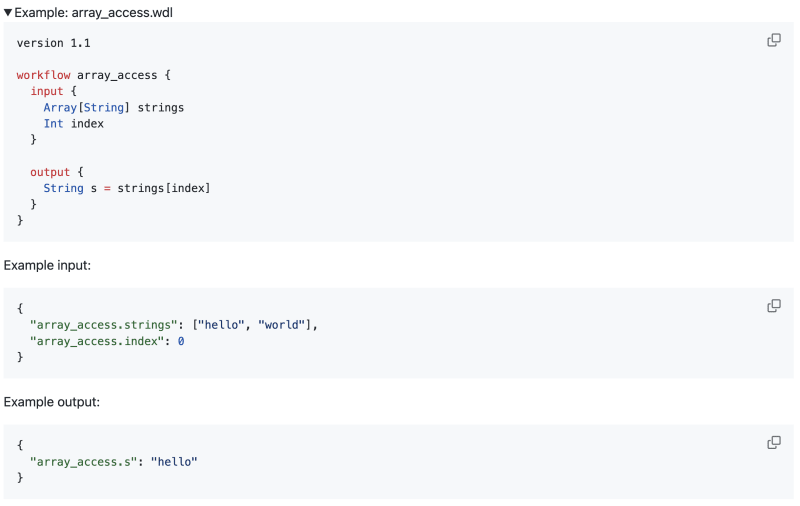 ▼Example: array_access.wdl
version 1.1

workflow array_access {
  input {
    Array[String] strings
    Int index
  }

  output {
    String s = strings[index]
  }
}
Example input:
{
  "array_access.strings": ["hello", "world"],
  "array_access.index": 0
}
Example output:
{
  "array_access.s": "hello"
}